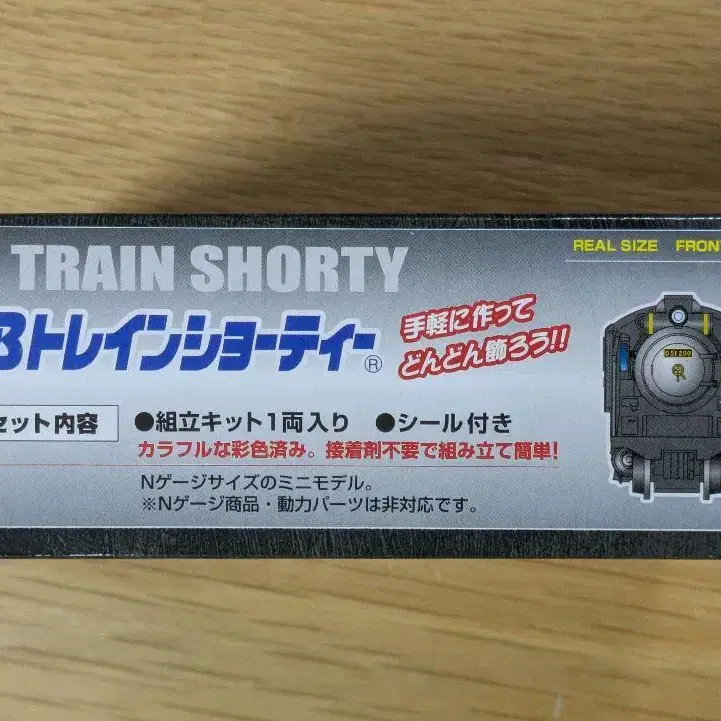 TRAIN SHORTY
REAL SIZE FRON
Bトレインショーティー®
手軽に作って
どんどん飾ろう!!
D51 200
セット内容
●組立キット1両入り ●シール付き
カラフルな彩色済み。接着剤不要で組み立て簡単!
Nゲージサイズのミニモデル。
※Nゲージ商品・動力パーツは非対応です。